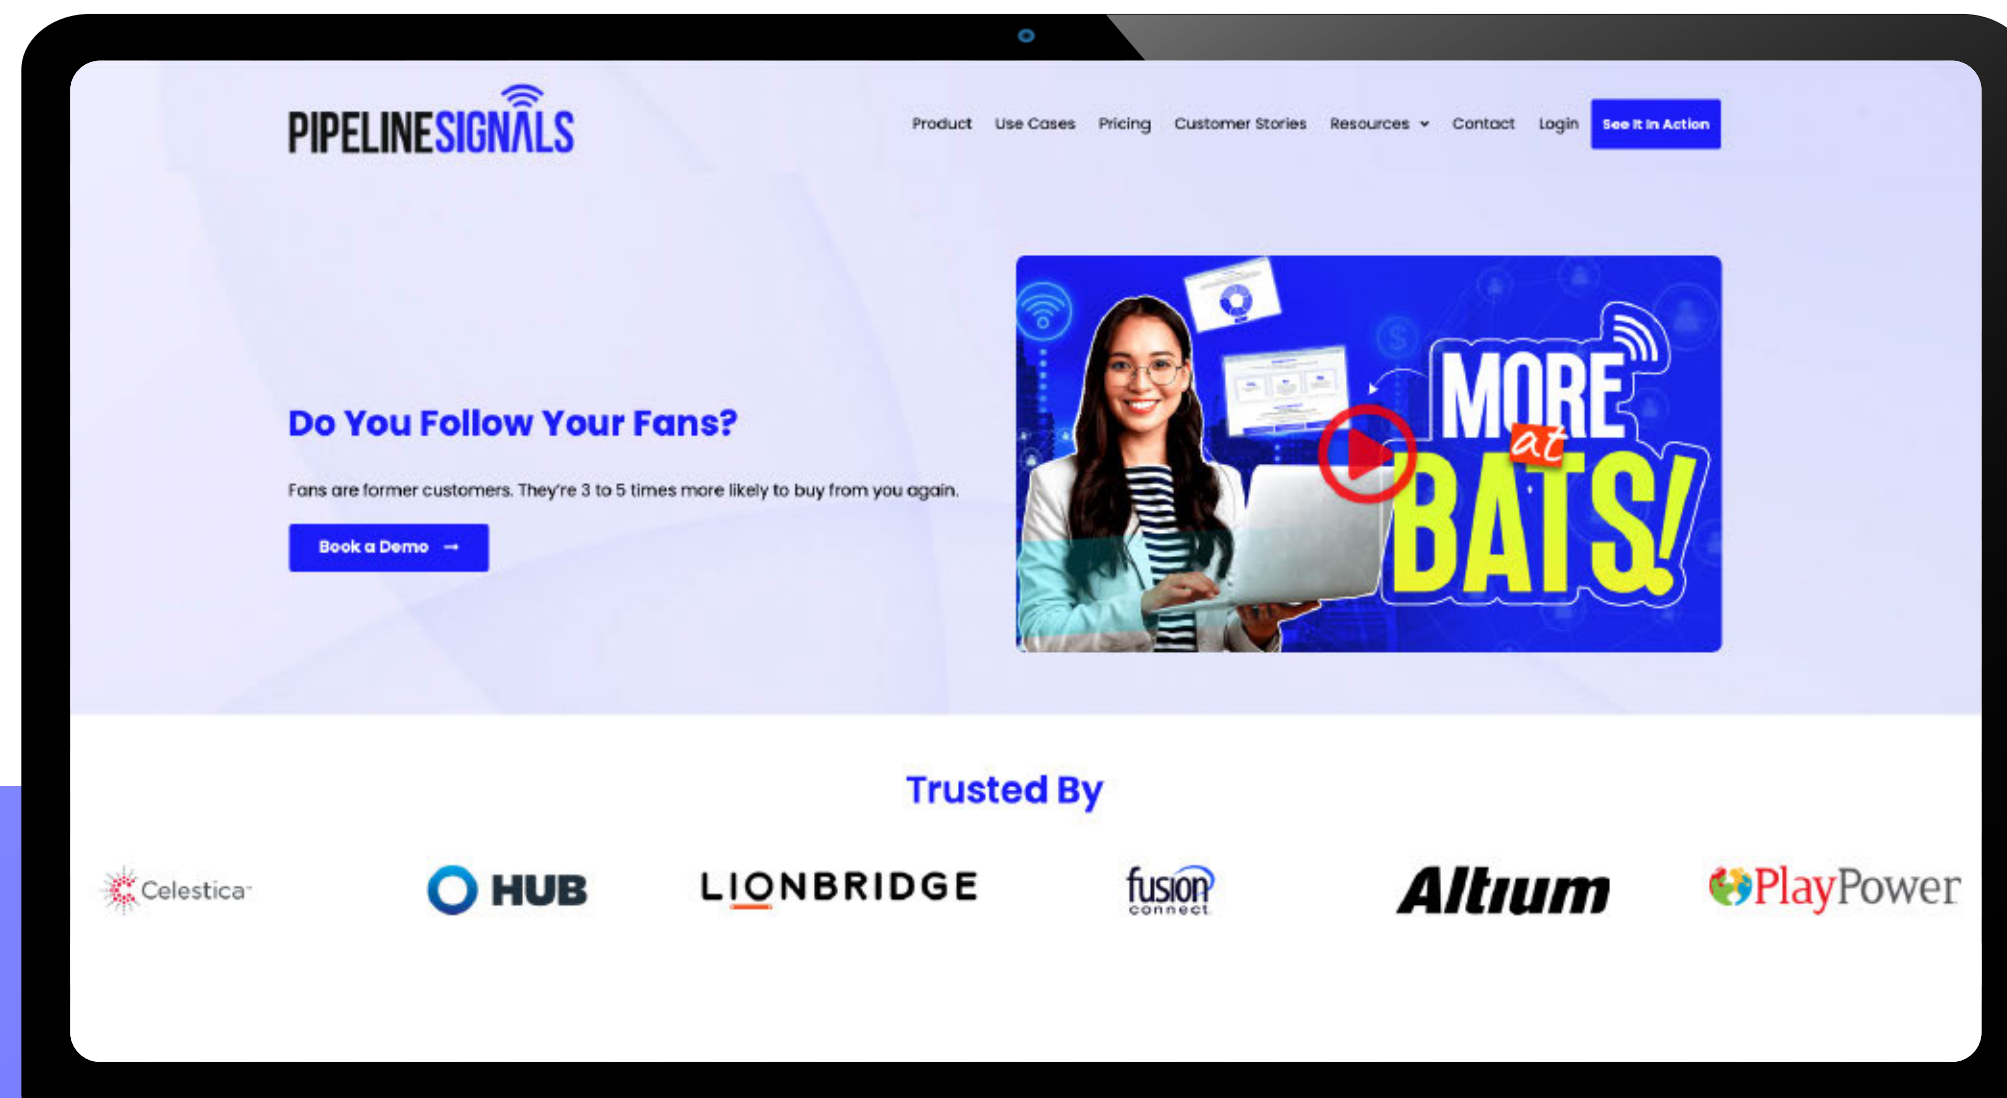 PIPELINESIGNALS
Product Use Cases Pricing Customer Stories Resources Contact Login See It In Action
MORE
at
BATS!
Do You Follow Your Fans?
Fans are former customers. They're 3 to 5 times more likely to buy from you again.
Book a Demo →
Trusted By
Celestica
HUB
LIONBRIDGE
fusion
connect
Altium
PlayPower